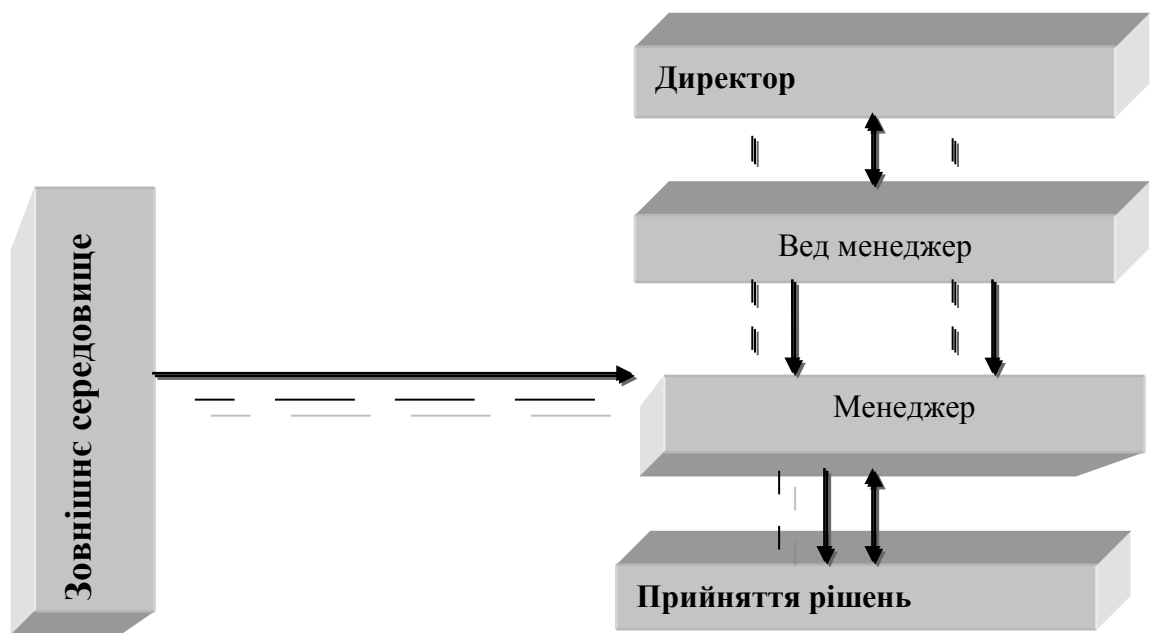 Директор
Вед менеджер
Зовнішнє середовище
Менеджер
Прийняття рішень